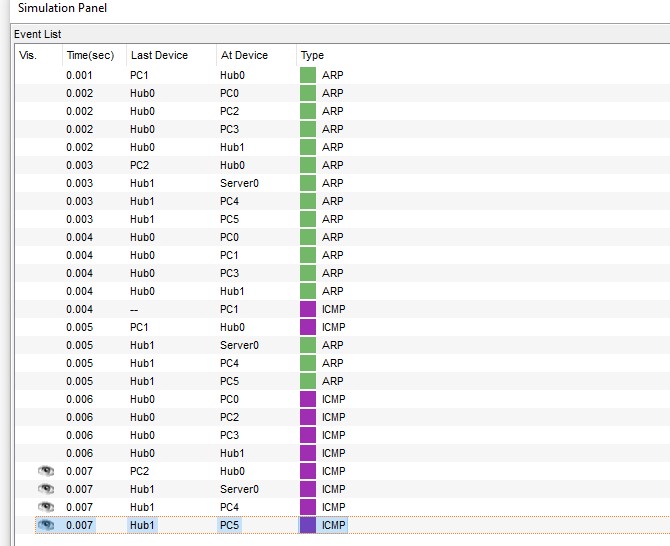 Simulation Panel
Event List
Vis. Time(sec) Last Device At Device Type
0.001 PC1 Hub0 ARP
0.002 Hub0 PC0 ARP
0.002 Hub0 PC2 ARP
0.002 Hub0 PC3 ARP
0.002 Hub0 Hub1 ARP
0.003 PC2 Hub0 ARP
0.003 Hub1 Server0 ARP
0.003 Hub1 PC4 ARP
0.003 Hub1 PC5 ARP
0.004 Hub0 PC0 ARP
0.004 Hub0 PC1 ARP
0.004 Hub0 PC3 ARP
0.004 Hub0 Hub1 ARP
0.004 -- PC1 ICMP
0.005 PC1 Hub0 ICMP
0.005 Hub1 Server0 ARP
0.005 Hub1 PC4 ARP
0.005 Hub1 PC5 ARP
0.006 Hub0 PC0 ICMP
0.006 Hub0 PC2 ICMP
0.006 Hub0 PC3 ICMP
0.006 Hub0 Hub1 ICMP
0.007 PC2 Hub0 ICMP
0.007 Hub1 Server0 ICMP
0.007 Hub1 PC4 ICMP
0.007 Hub1 PC5 ICMP